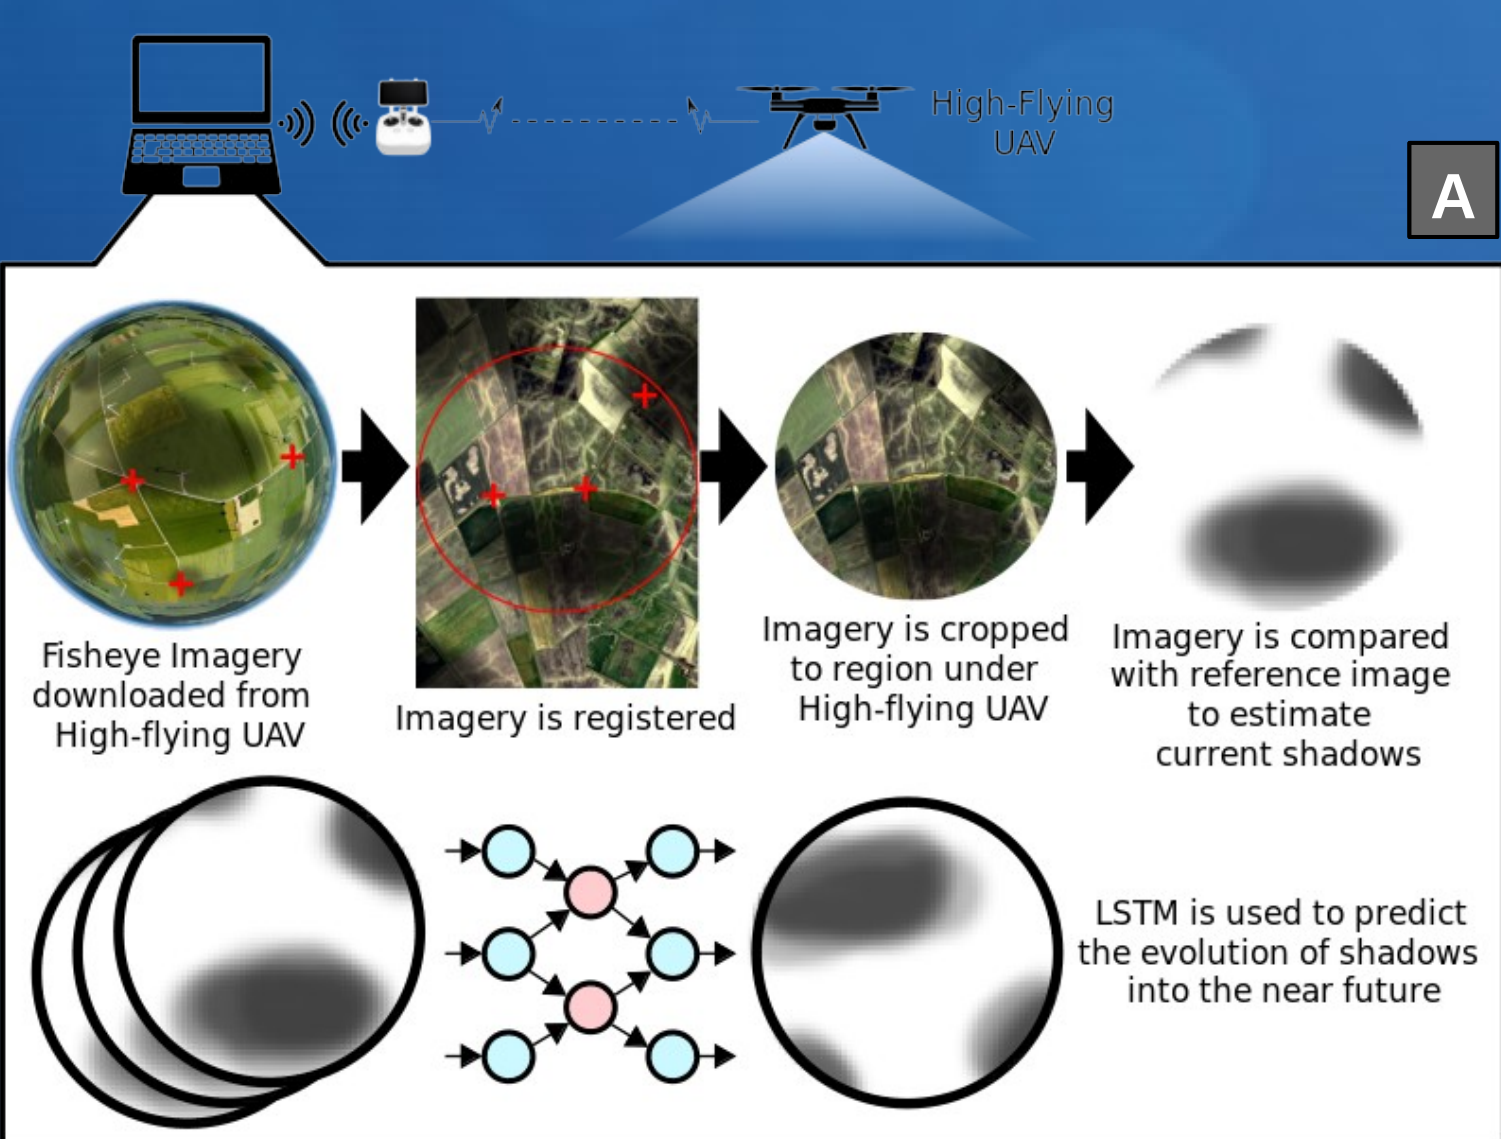 High-Flying
UAV
A
Fisheye Imagery
downloaded from
High-flying UAV
Imagery is registered
Imagery is cropped
to region under
High-flying UAV
Imagery is compared
with reference image
to estimate
current shadows
LSTM is used to predict
the evolution of shadows
into the near future